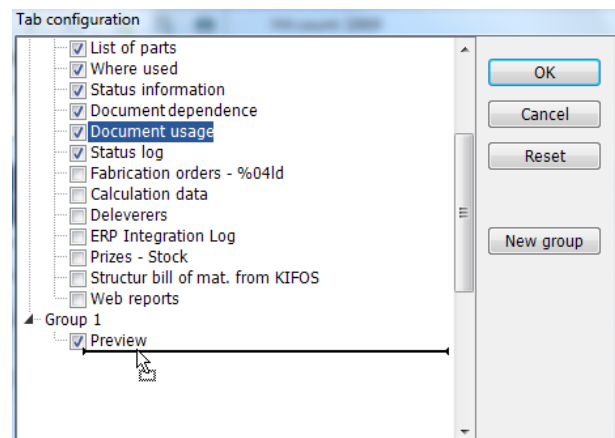 Tab configuration
List of parts
Where used
Status information
Document dependence
Document usage
Status log
Fabrication orders - %04ld
Calculation data
Deleverers
ERP Integration Log
Prizes - Stock
Structur bill of mat. from KIFOS
Web reports
Group 1
Preview
OK
Cancel
Reset
New group